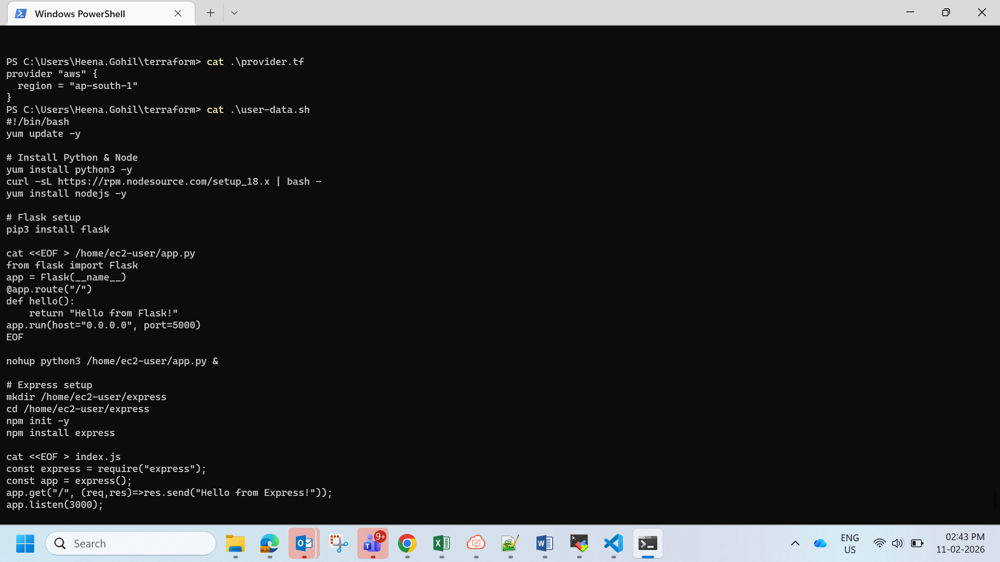 Windows PowerShell
PS C:\Users\Heena.Gohil\terraform> cat .\provider.tf
provider "aws" {
  region = "ap-south-1"
}
PS C:\Users\Heena.Gohil\terraform> cat .\user-data.sh
#!/bin/bash
yum update -y

# Install Python & Node
yum install python3 -y
curl -sL https://rpm.nodesource.com/setup_18.x | bash -
yum install nodejs -y

# Flask setup
pip3 install flask

cat <<EOF > /home/ec2-user/app.py
from flask import Flask
app = Flask(__name__)
@app.route("/")
def hello():
    return "Hello from Flask!"
app.run(host="0.0.0.0", port=5000)
EOF

nohup python3 /home/ec2-user/app.py &

# Express setup
mkdir /home/ec2-user/express
cd /home/ec2-user/express
npm init -y
npm install express

cat <<EOF > index.js
const express = require("express");
const app = express();
app.get("/", (req,res)=>res.send("Hello from Express!"));
app.listen(3000);
Search
9+
ENG
US
02:43 PM
11-02-2026